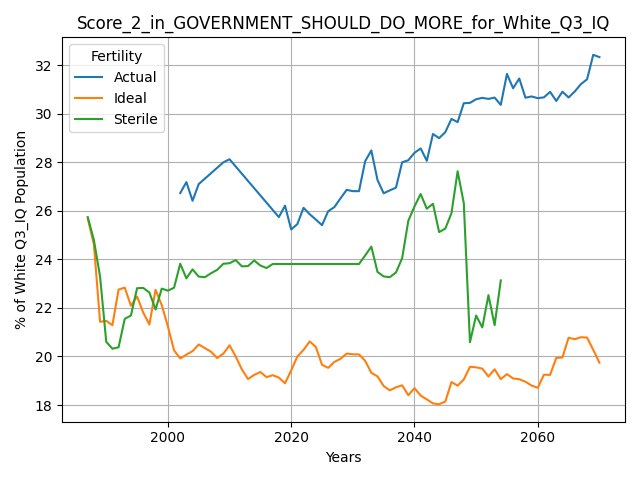 Score_2_in_GOVERNMENT_SHOULD_DO_MORE_for_White_Q3_IQ
Fertility
Actual
Ideal
Sterile
% of White Q3_IQ Population
32
30
28
26
24
22
20
18
2000 2020 2040 2060
Years